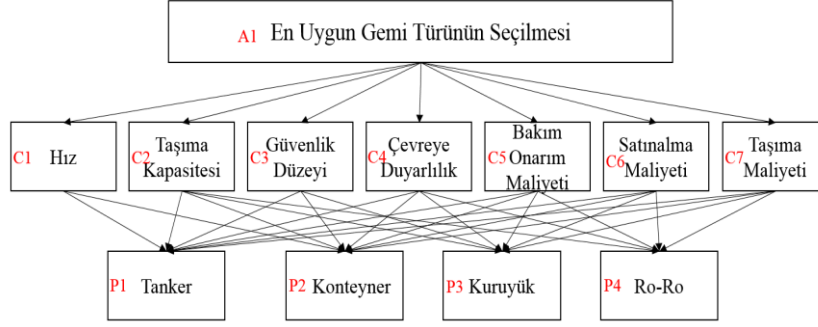 A1 En Uygun Gemi Türünün Seçilmesi
C1 Hız
C2 Taşıma
Kapasitesi
C3 Güvenlik
Düzeyi
C4 Çevreye
Duyarlılık
C5 Bakım
Onarım
Maliyeti
C6 Satınalma
Maliyeti
C7 Taşıma
Maliyeti
P1 Tanker
P2 Konteyner
P3 Kuruyük
P4 Ro-Ro